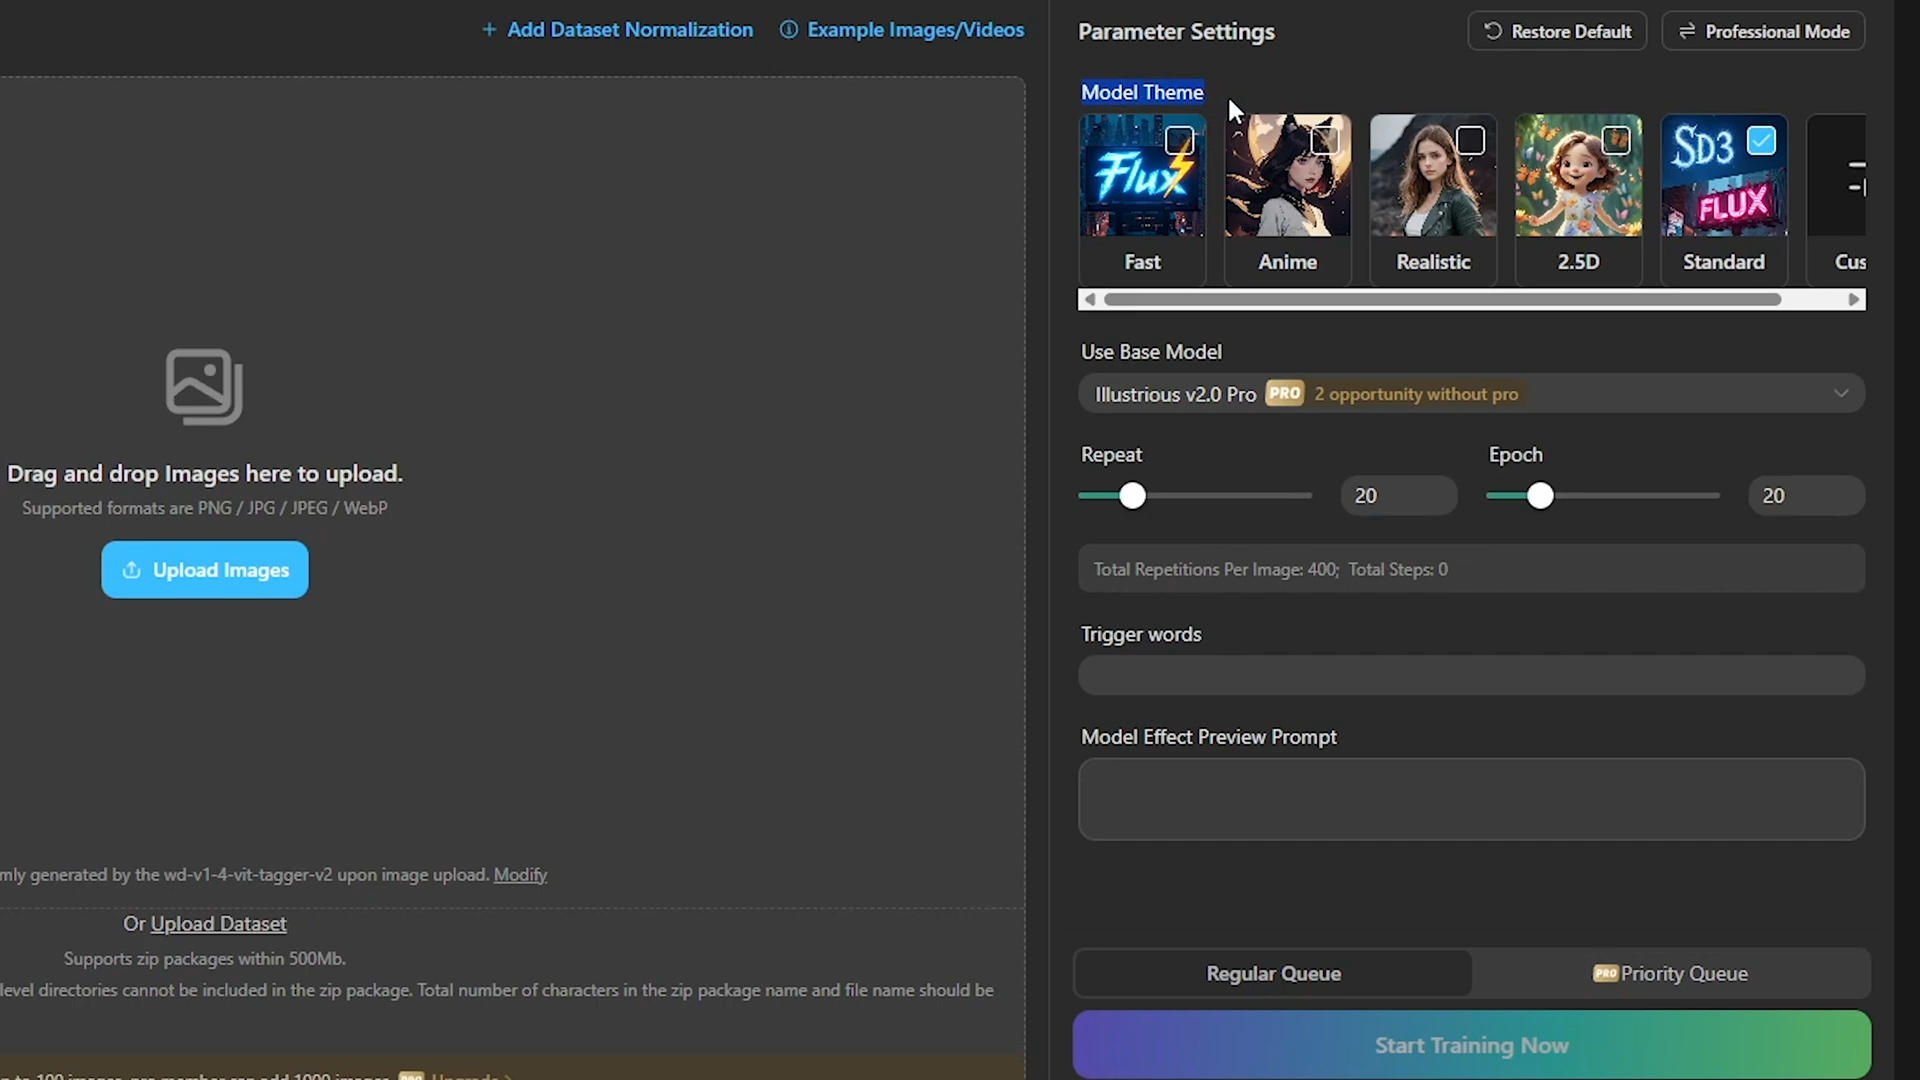 Add Dataset Normalization
Example Images/Videos
Drag and drop Images here to upload.
Supported formats are PNG / JPG / JPEG / WebP
Upload Images
generated by the wd-v1-4-vit-tagger-v2 upon image upload. Modify
Or Upload Dataset
Supports zip packages within 500Mb.
level directories cannot be included in the zip package. Total number of characters in the zip package name and file name should be
Parameter Settings
Restore Default
Professional Mode
Model Theme
Flux
SD3
FLUX
Fast
Anime
Realistic
2.5D
Standard
Cus
Use Base Model
Illustrious v2.0 Pro PRO 2 opportunity without pro
Repeat
Epoch
20
20
Total Repetitions Per Image: 400; Total Steps: 0
Trigger words
Model Effect Preview Prompt
Regular Queue
PRO Priority Queue
Start Training Now